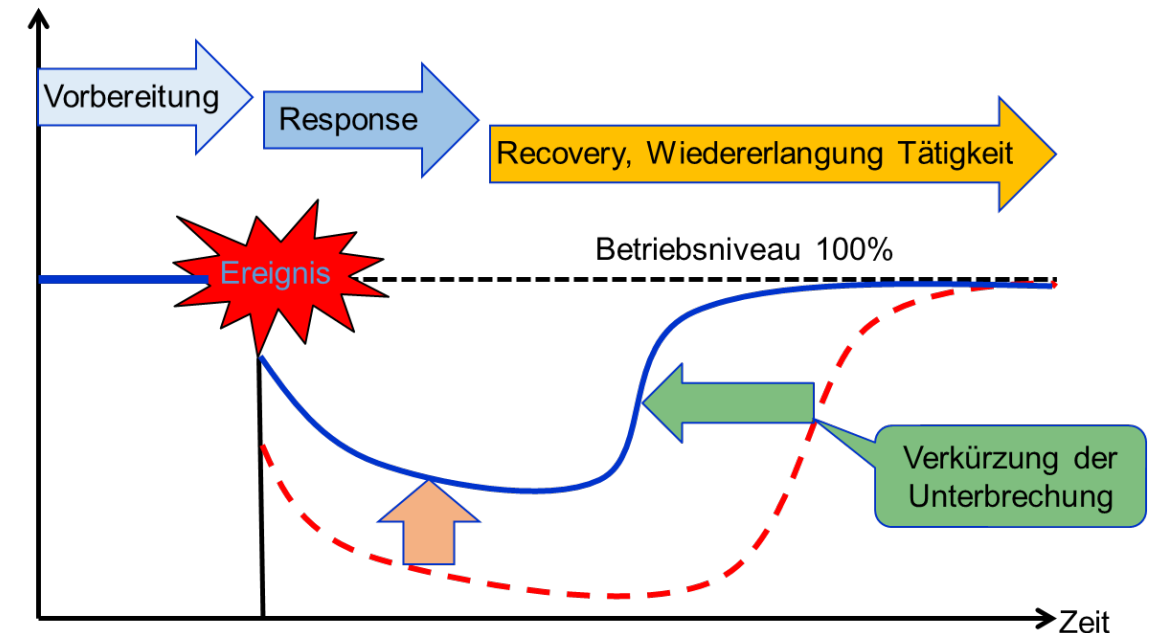 Vorbereitung
Response
Recovery, Wiedererlangung Tätigkeit
Betriebsniveau 100%
Ereignis
Verkürzung der
Unterbrechung
Zeit